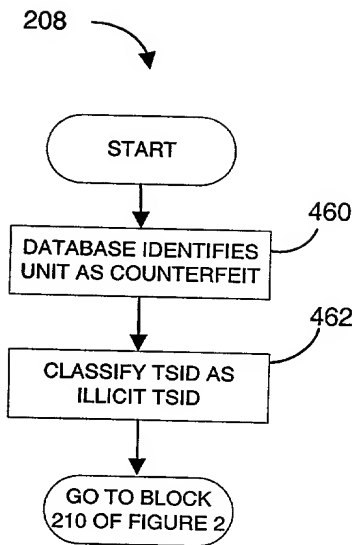 208
START
460
DATABASE IDENTIFIES
UNIT AS COUNTERFEIT
462
CLASSIFY TSID AS
ILLICIT TSID
GO TO BLOCK
210 OF FIGURE 2